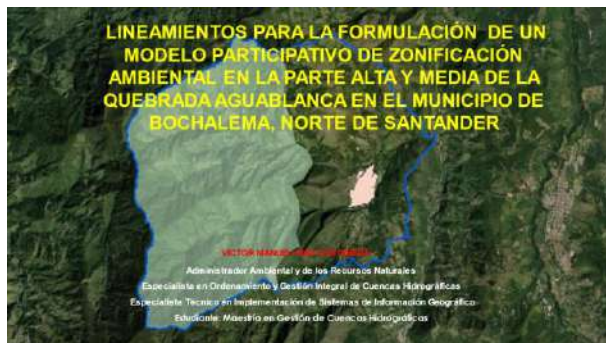 LINEAMIENTOS PARA LA FORMULACIÓN DE UN
MODELO PARTICIPATIVO DE ZONIFICACIÓN
AMBIENTAL EN LA PARTE ALTA Y MEDIA DE LA
QUEBRADA AGUABLANCA EN EL MUNICIPIO DE
BOCHALEMA, NORTE DE SANTANDER
VICTOR MANUEL
Administrador Ambiental y de los Recursos Naturales
Especialista en Ordenamiento y Gestión Integral de Cuencas Hidrográficas
Especialista Técnico en Implementación de Sistemas de Información Geográfica
Estudiante: Maestría en Gestión de Cuencas Hidrográficas